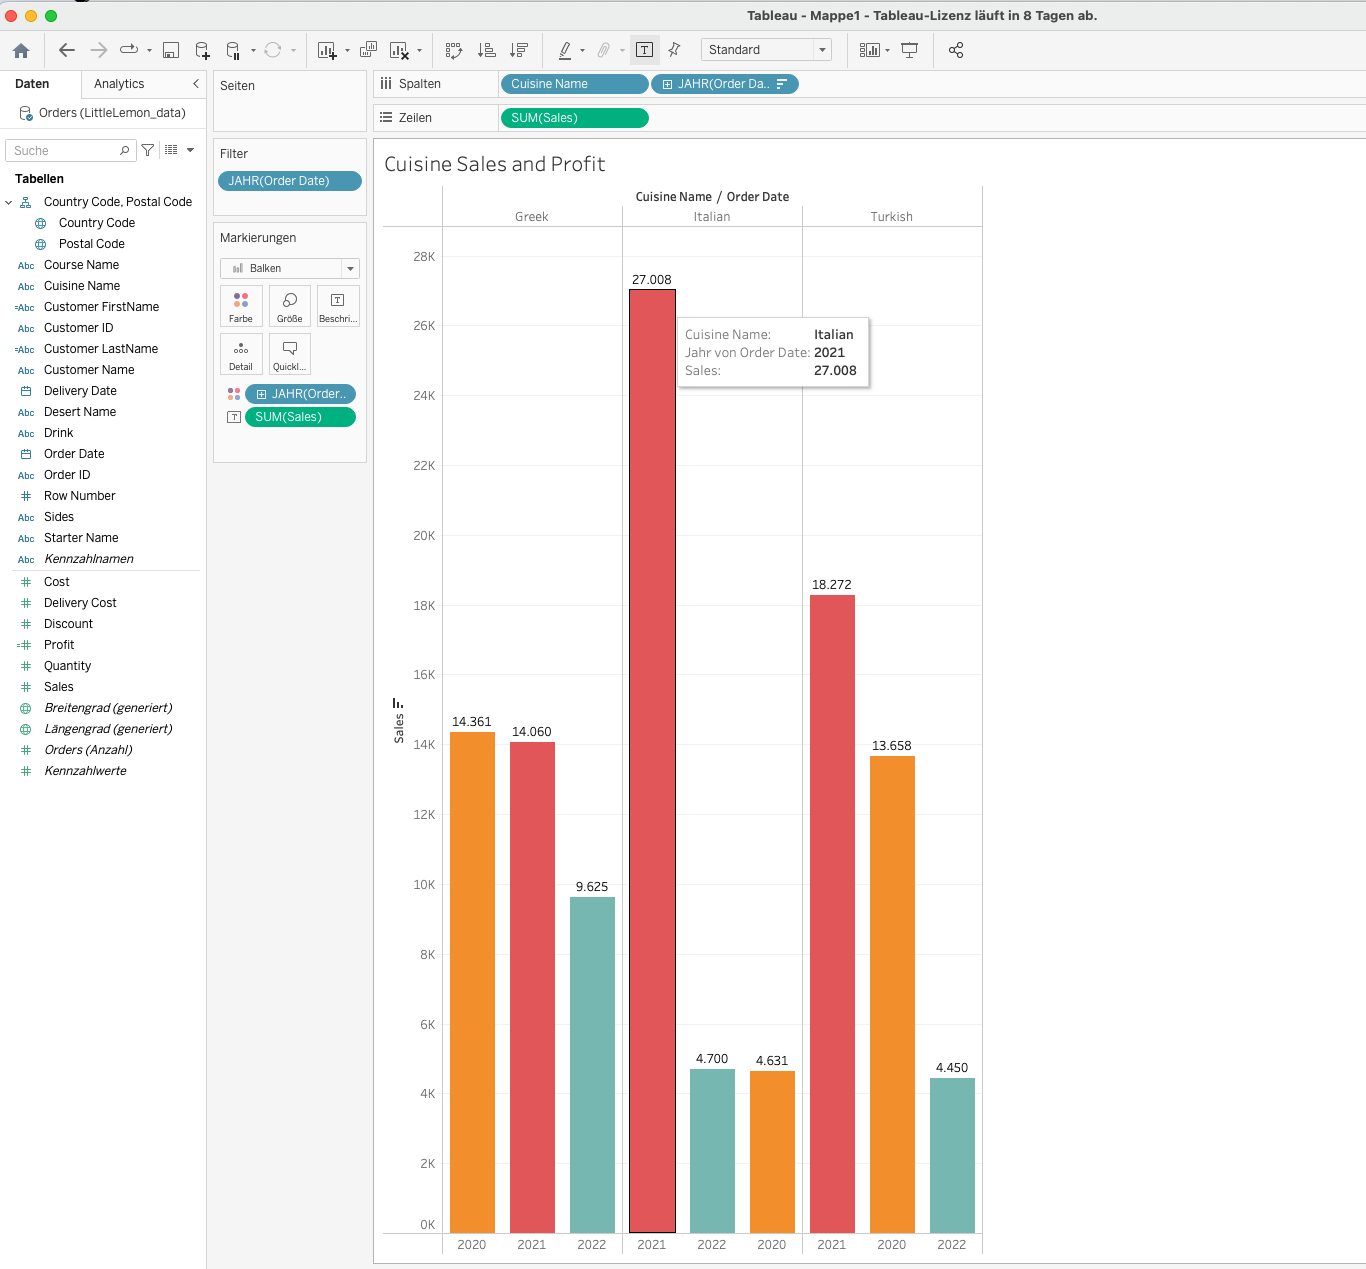 Tableau - Mappe1 - Tableau-Lizenz läuft in 8 Tagen ab.
Standard
Daten
Analytics
Orders (LittleLemon_data)
Suche
Tabellen
Country Code, Postal Code
Country Code
Postal Code
Abc Course Name
Abc Cuisine Name
=Abc Customer FirstName
Abc Customer ID
=Abc Customer LastName
Abc Customer Name
Delivery Date
Abc Desert Name
Abc Drink
Order Date
Abc Order ID
# Row Number
Abc Sides
Abc Starter Name
Abc Kennzahlnamen
# Cost
# Delivery Cost
# Discount
=# Profit
# Quantity
# Sales
Breitengrad (generiert)
Längengrad (generiert)
# Orders (Anzahl)
# Kennzahlwerte
Seiten
Filter
JAHR(Order Date)
Markierungen
Balken
Farbe
Größe
T
Beschri...
Detail
Quickl...
JAHR(Order..
T SUM(Sales)
Spalten
Cuisine Name
JAHR(Order Da..
Zeilen
SUM(Sales)
Cuisine Sales and Profit
Cuisine Name / Order Date
Greek
Italian
Turkish
28K
26K
24K
22K
20K
18K
16K
14K
12K
10K
8K
6K
4K
2K
0K
Sales
14.361
14.060
9.625
27.008
4.700
4.631
18.272
13.658
4.450
Cuisine Name: Italian
Jahr von Order Date: 2021
Sales: 27.008
2020 2021 2022 2021 2022 2020 2021 2020 2022